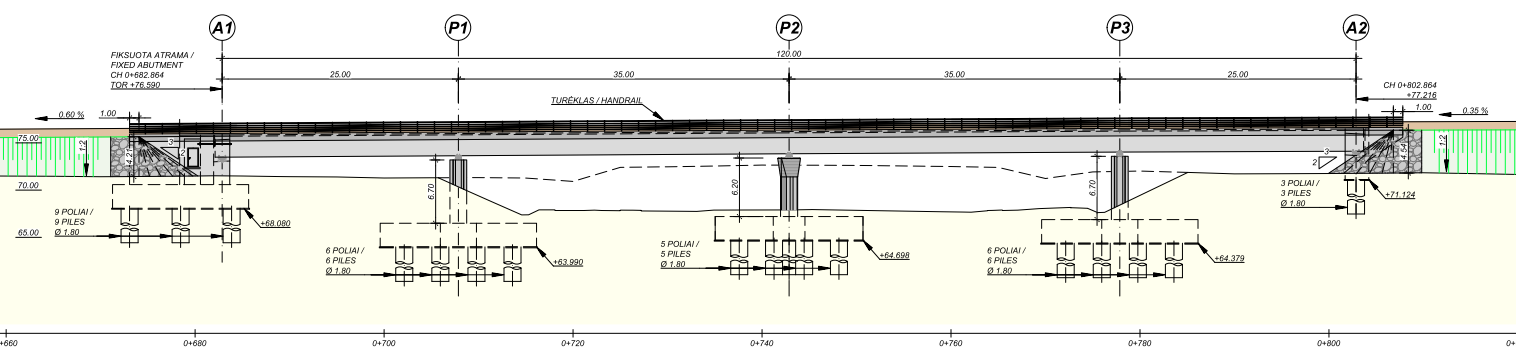 A1
P1
P2
P3
A2
FIKSUOTA ATRAMA /
FIXED ABUTMENT
CH 0+682.864
TOR +76.590
120.00
25.00
35.00
35.00
25.00
CH 0+802.864
+77.216
TURĖKLAS / HANDRAIL
0.60 %
1.00
1.00
0.35 %
75.00
1:2
4.21
3
2
6.70
6.20
6.70
2
3
4.54
1:2
70.00
65.00
9 POLIAI /
9 PILES
Ø 1.80
+68.080
6 POLIAI /
6 PILES
Ø 1.80
+63.990
5 POLIAI /
5 PILES
Ø 1.80
+64.698
6 POLIAI /
6 PILES
Ø 1.80
+64.379
3 POLIAI /
3 PILES
Ø 1.80
+71.124
+660
0+680
0+700
0+720
0+740
0+760
0+780
0+800
0+